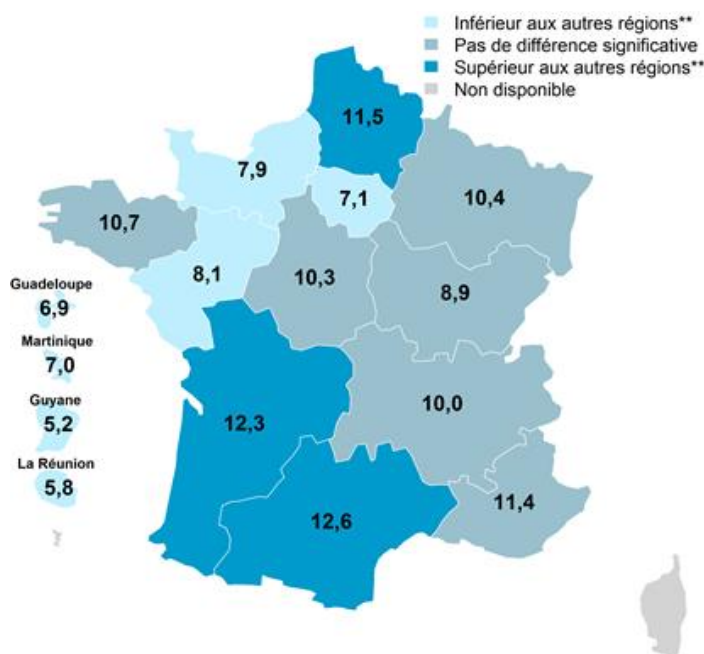 Inférieur aux autres régions**
Pas de différence significative
Supérieur aux autres régions**
Non disponible
11,5
7,9
7,1
10,4
10,7
8,1
10,3
8,9
Guadeloupe
6,9
Martinique
7,0
Guyane
5,2
La Réunion
5,8
12,3
10,0
12,6
11,4